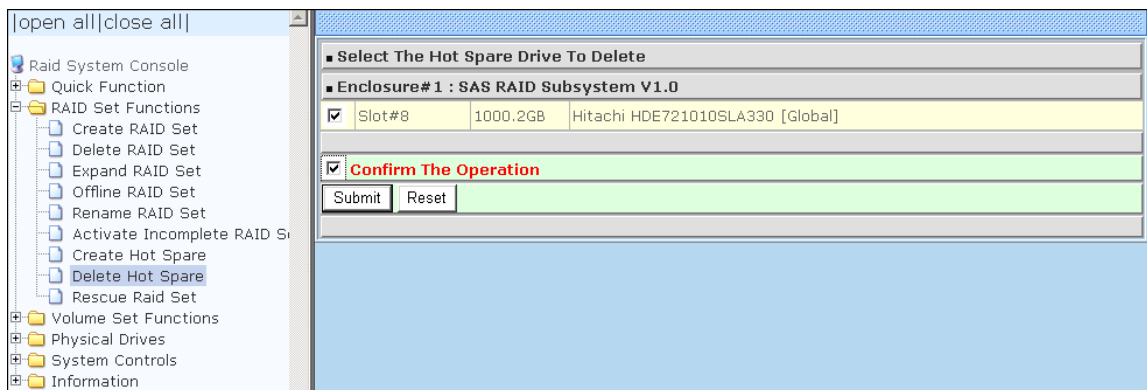 |open all|close all|
Raid System Console
Quick Function
RAID Set Functions
Create RAID Set
Delete RAID Set
Expand RAID Set
Offline RAID Set
Rename RAID Set
Activate Incomplete RAID S
Create Hot Spare
Delete Hot Spare
Rescue Raid Set
Volume Set Functions
Physical Drives
System Controls
Information
Select The Hot Spare Drive To Delete
Enclosure#1 : SAS RAID Subsystem V1.0
Slot#8 1000.2GB Hitachi HDE721010SLA330 [Global]
Confirm The Operation
Submit Reset